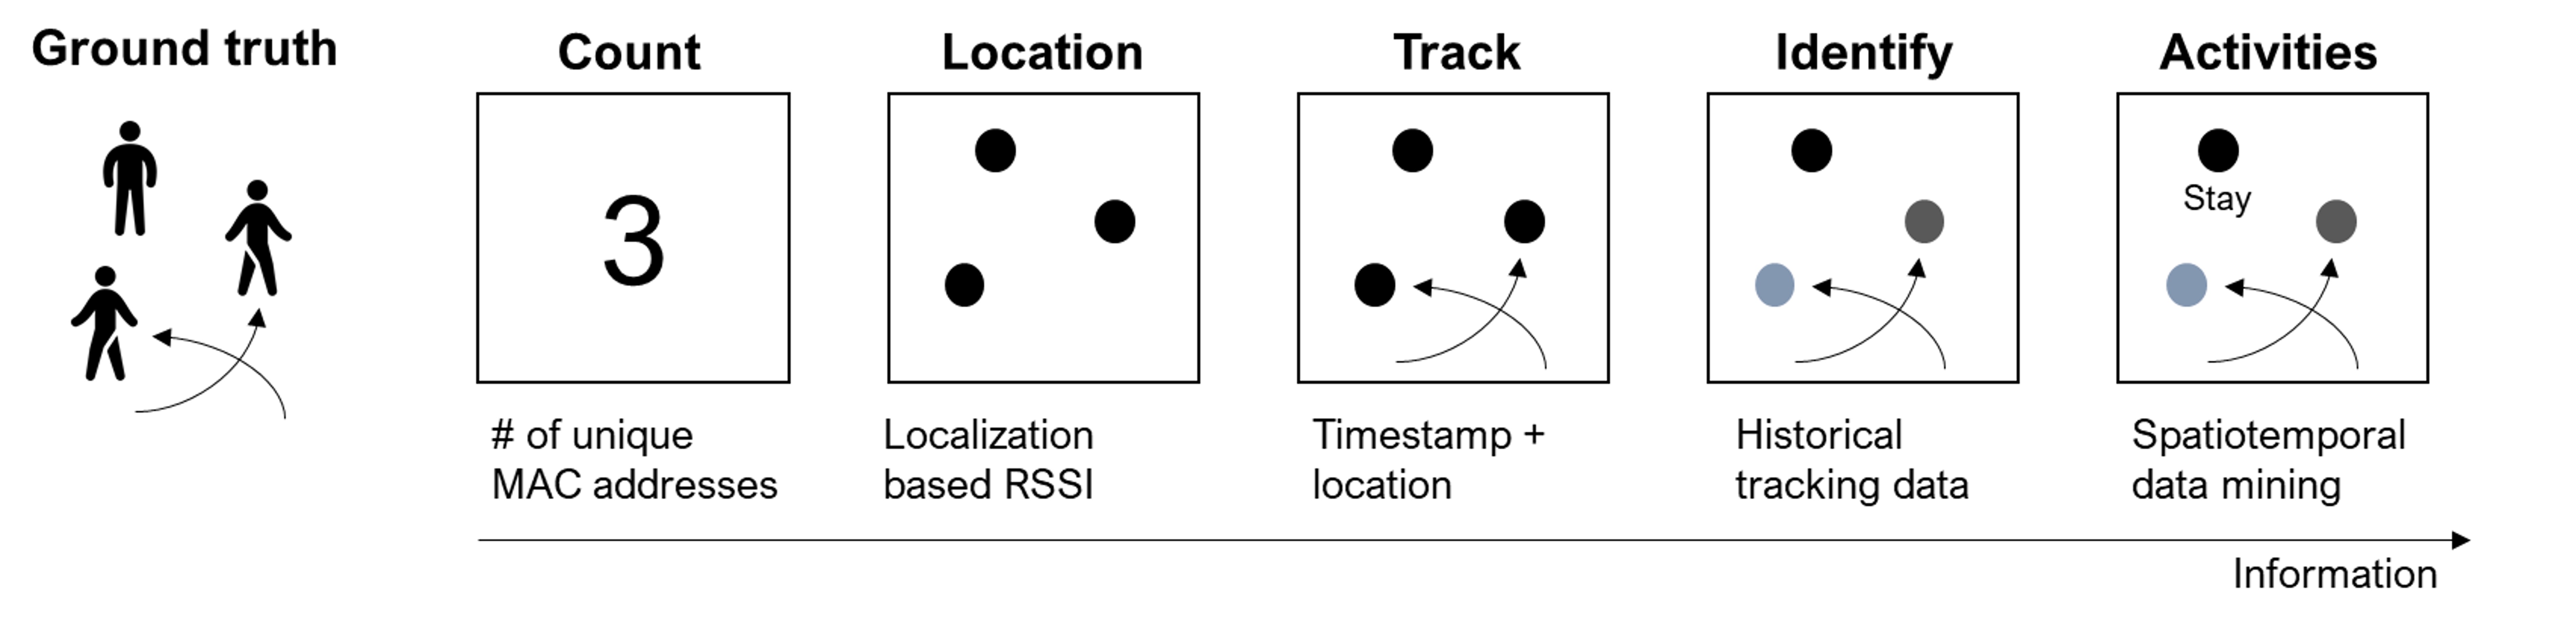 Ground truth
Count
Location
Track
Identify
Activities
3
Stay
# of unique
MAC addresses
Localization
based RSSI
Timestamp +
location
Historical
tracking data
Spatiotemporal
data mining
Information